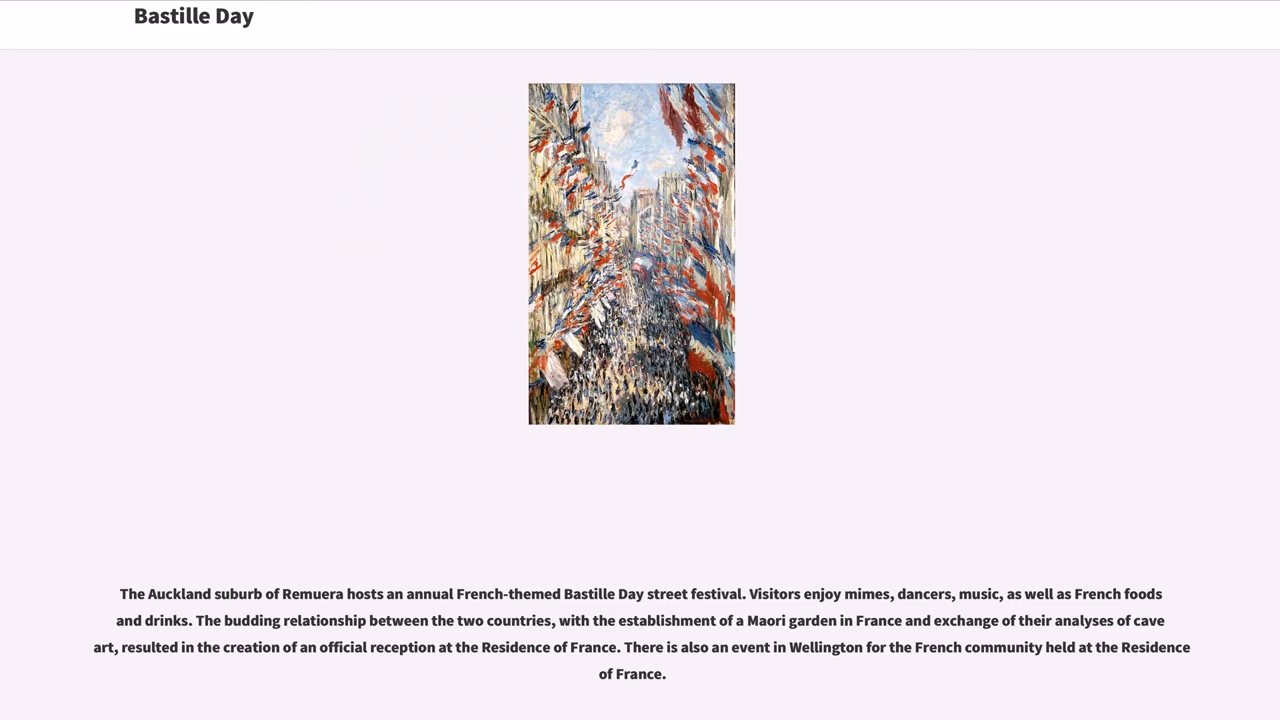 Bastille Day
The Auckland suburb of Remuera hosts an annual French-themed Bastille Day street festival. Visitors enjoy mimes, dancers, music, as well as French foods
and drinks. The budding relationship between the two countries, with the establishment of a Maori garden in France and exchange of their analyses of cave
art, resulted in the creation of an official reception at the Residence of France. There is also an event in Wellington for the French community held at the Residence
of France.